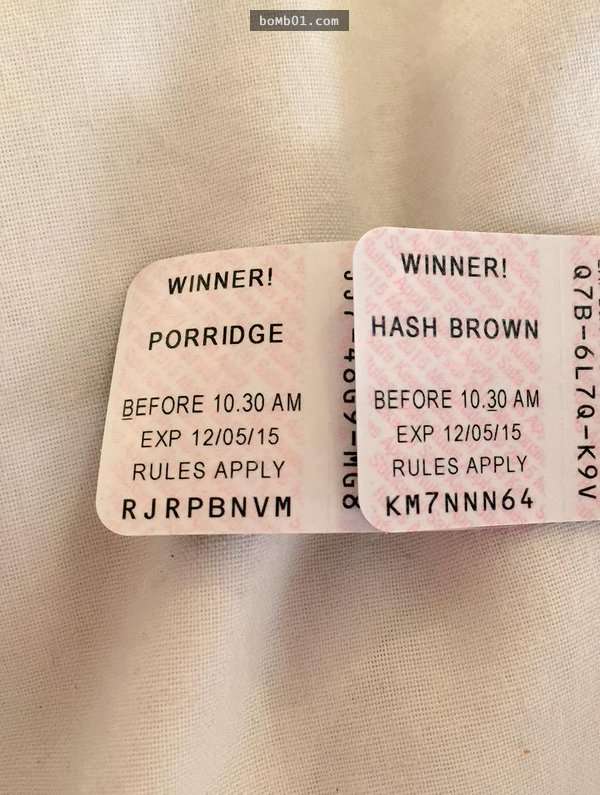 boMb01.com
WINNER!
PORRIDGE
BEFORE 10.30 AM
EXP 12/05/15
RULES APPLY
RJRPBNVM
WINNER!
HASH BROWN
BEFORE 10.30 AM
EXP 12/05/15
RULES APPLY
KM7NNN64
Q7B-6L7Q-K9V